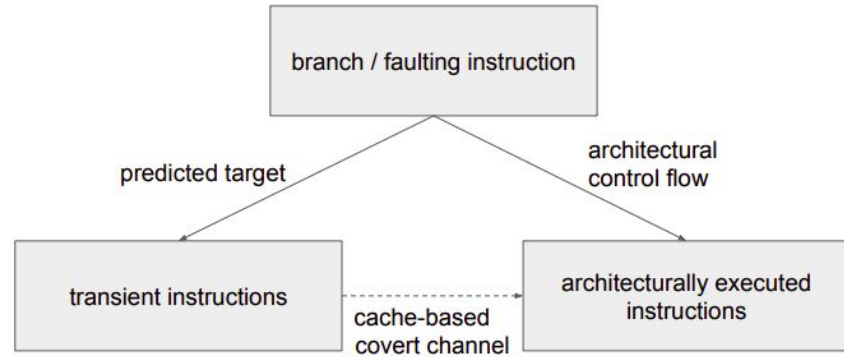 branch / faulting instruction
predicted target
architectural
control flow
transient instructions
cache-based
covert channel
architecturally executed
instructions